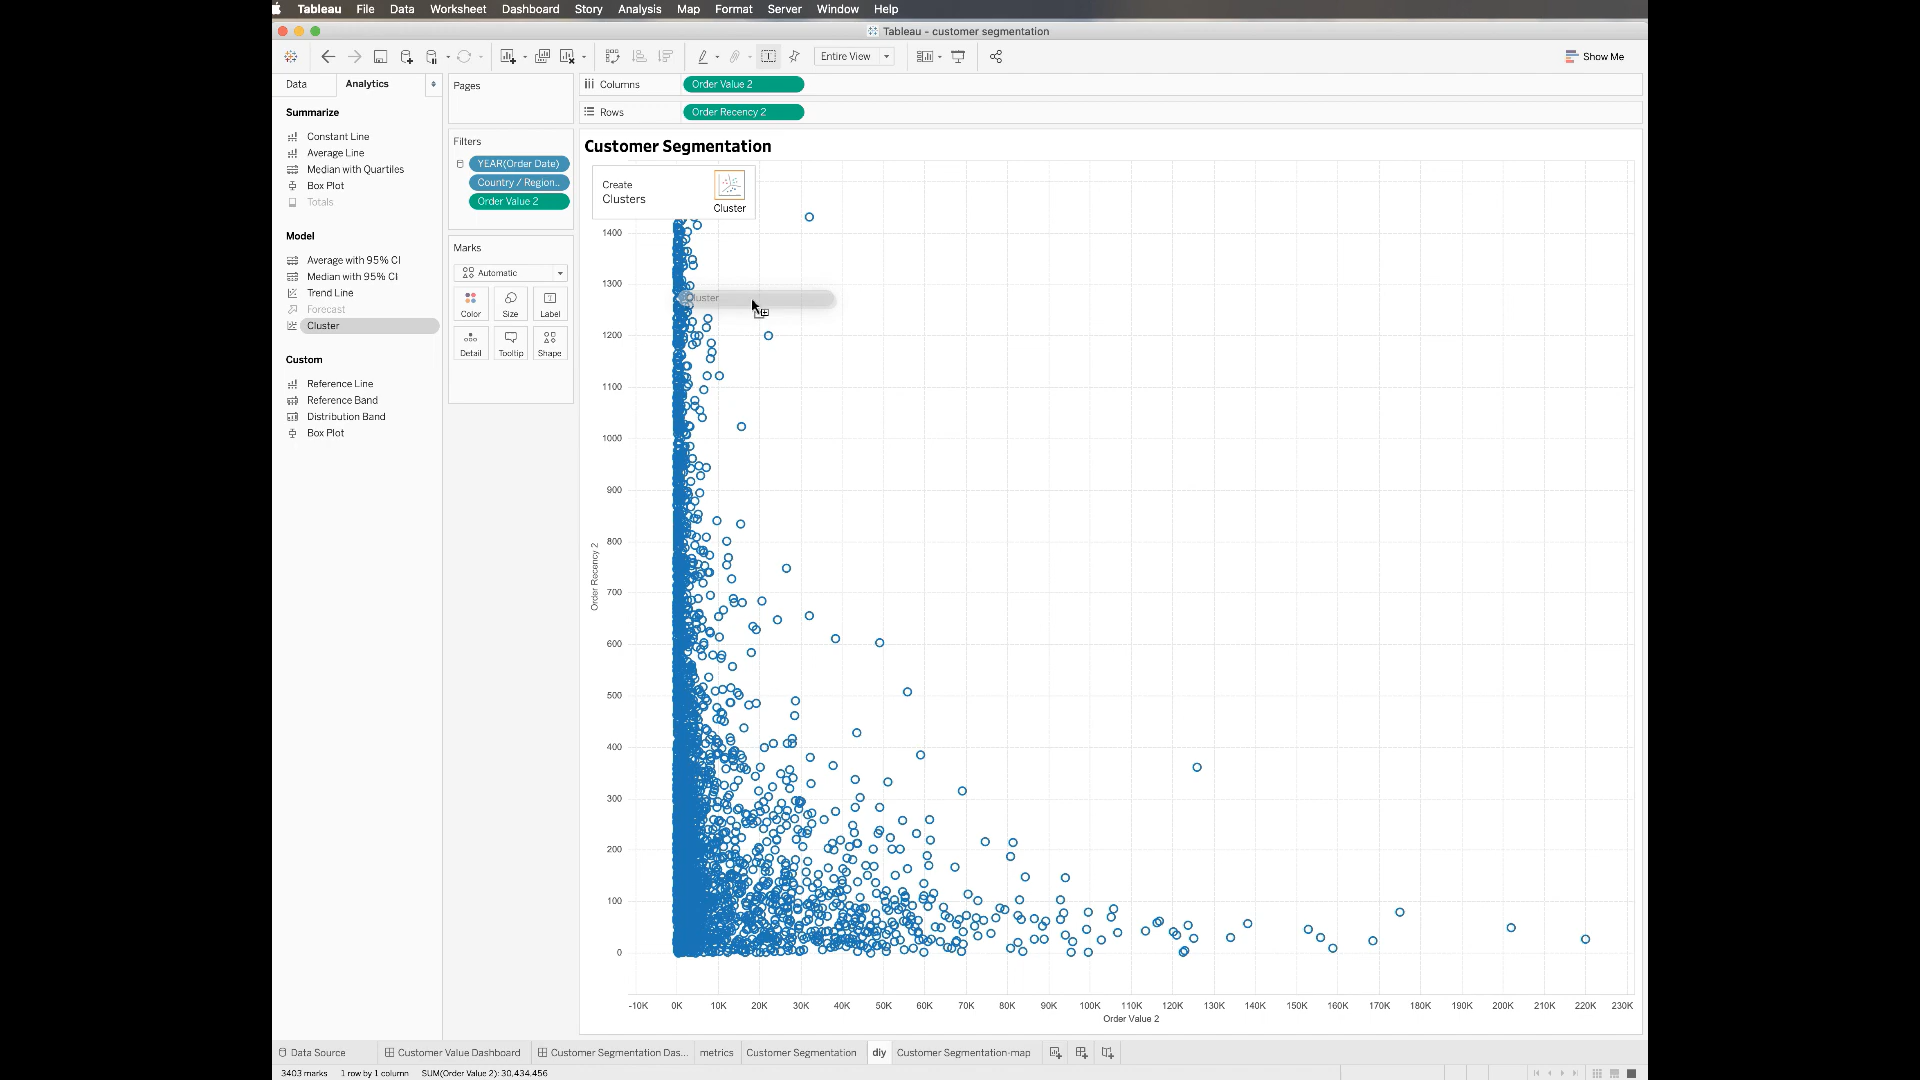 Tableau File Data Worksheet Dashboard Story Analysis Map Format Server Window Help
Tableau - customer segmentation
Entire View
Show Me
Data Analytics
Summarize
Constant Line
Average Line
Median with Quartiles
Box Plot
Totals
Model
Average with 95% CI
Median with 95% CI
Trend Line
Forecast
Cluster
Custom
Reference Line
Reference Band
Distribution Band
Box Plot
Pages
Filters
YEAR(Order Date)
Country / Region..
Order Value 2
Marks
Automatic
Color Size Label
Detail Tooltip Shape
Columns Order Value 2
Rows Order Recency 2
Customer Segmentation
Create
Clusters
Cluster
Cluster
1400
1300
1200
1100
1000
900
800
700
600
500
400
300
200
100
0
Order Recency 2
-10K 0K 10K 20K 30K 40K 50K 60K 70K 80K 90K 100K 110K 120K 130K 140K 150K 160K 170K 180K 190K 200K 210K 220K 230K
Order Value 2
Data Source Customer Value Dashboard Customer Segmentation Das... metrics Customer Segmentation diy Customer Segmentation-map
3403 marks 1 row by 1 column SUM(Order Value 2): 30,434,456